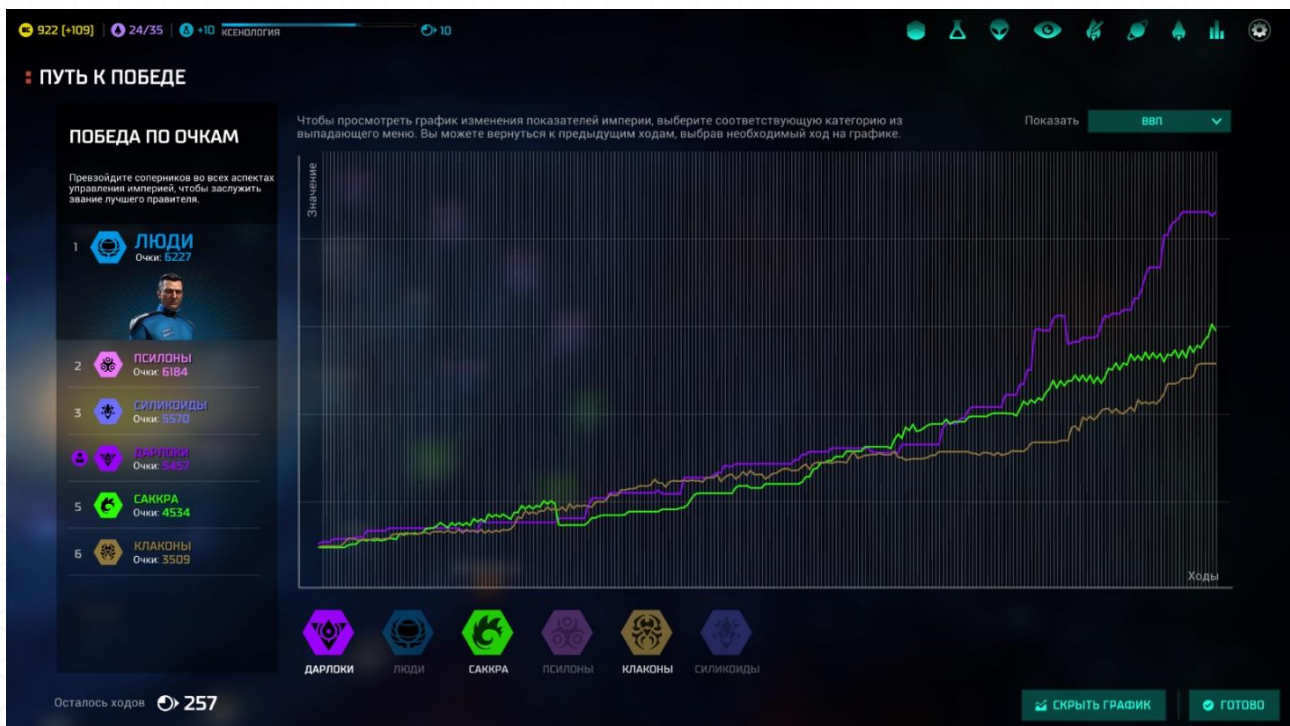 922 (+109) 24/35 +10 КСЕНОЛОГИЯ 10
ПУТЬ К ПОБЕДЕ
ПОБЕДА ПО ОЧКАМ
Превзойдите соперников во всех аспектах
управления империей, чтобы заслужить
звание лучшего правителя.
1 ЛЮДИ
Очки: 6227
2 ПСИЛОНЫ
Очки: 6184
3 СИЛИКОИДЫ
Очки: 5570
ДАРЛОКИ
Очки: 5457
5 САККРА
Очки: 4534
6 КЛАКОНЫ
Очки: 3509
Осталось ходов 257
Чтобы просмотреть график изменения показателей империи, выберите соответствующую категорию из
выпадающего меню. Вы можете вернуться к предыдущим ходам, выбрав необходимый ход на графике.
Показать ВВП
Значение
Ходы
ДАРЛОКИ ЛЮДИ САККРА ПСИЛОНЫ КЛАКОНЫ СИЛИКОИДЫ
СКРЫТЬ ГРАФИК ГОТОВО